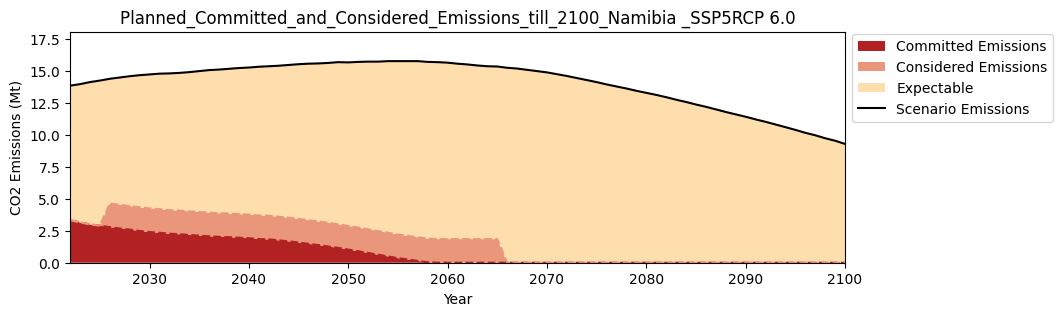 Planned_Committed_and_Considered_Emissions_till_2100_Namibia _SSP5RCP 6.0
17.5
15.0
12.5
10.0
7.5
5.0
2.5
0.0
CO2 Emissions (Mt)
2030
2040
2050
2060
2070
2080
2090
2100
Year
Committed Emissions
Considered Emissions
Expectable
Scenario Emissions